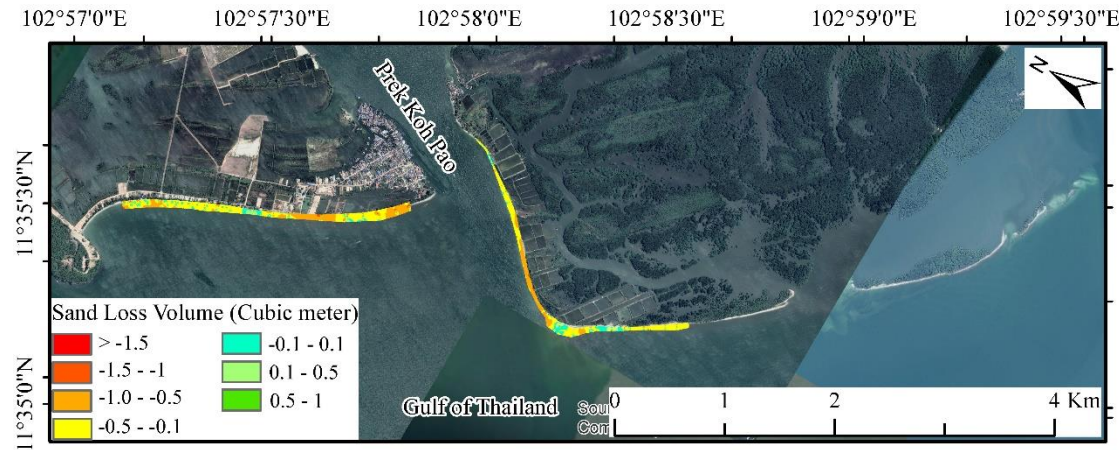 102°57'0"E 102°57'30"E 102°58'0"E 102°58'30"E 102°59'0"E 102°59'30"E
N
Prek Koh Pao
11°35'30"N
11°35'0"N
Sand Loss Volume (Cubic meter)
> -1.5 -0.1 - 0.1
-1.5 - -1 0.1 - 0.5
-1.0 - -0.5 0.5 - 1
-0.5 - -0.1
Gulf of Thailand
0 1 2 4 Km